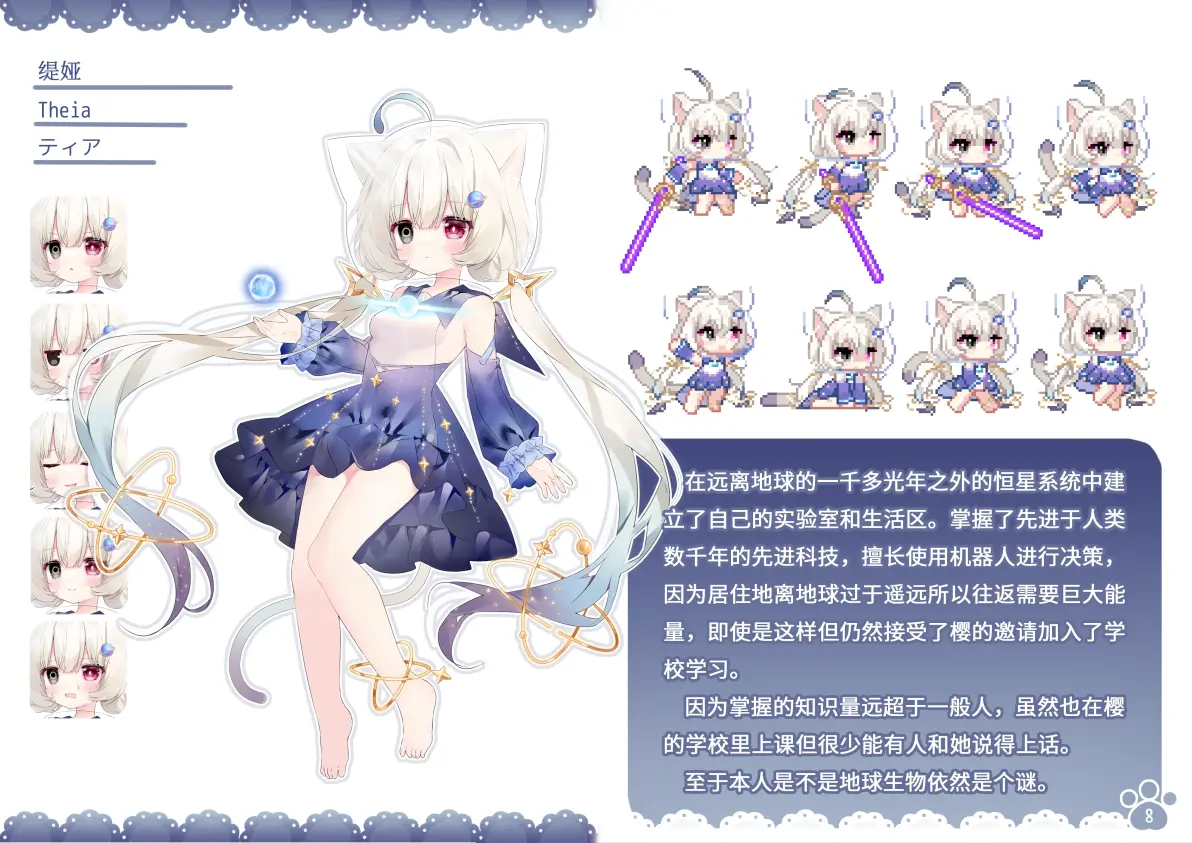 缇娅
Theia
ティア
在远离地球的一千多光年之外的恒星系统中建
立了自己的实验室和生活区。掌握了先进于人类
数千年的先进科技，擅长使用机器人进行决策，
因为居住地离地球过于遥远所以往返需要巨大能
量，即使是这样但仍然接受了樱的邀请加入了学
校学习。
因为掌握的知识量远超于一般人，虽然也在樱
的学校里上课但很少能有人和她说得上话。
至于本人是不是地球生物依然是个谜。
8